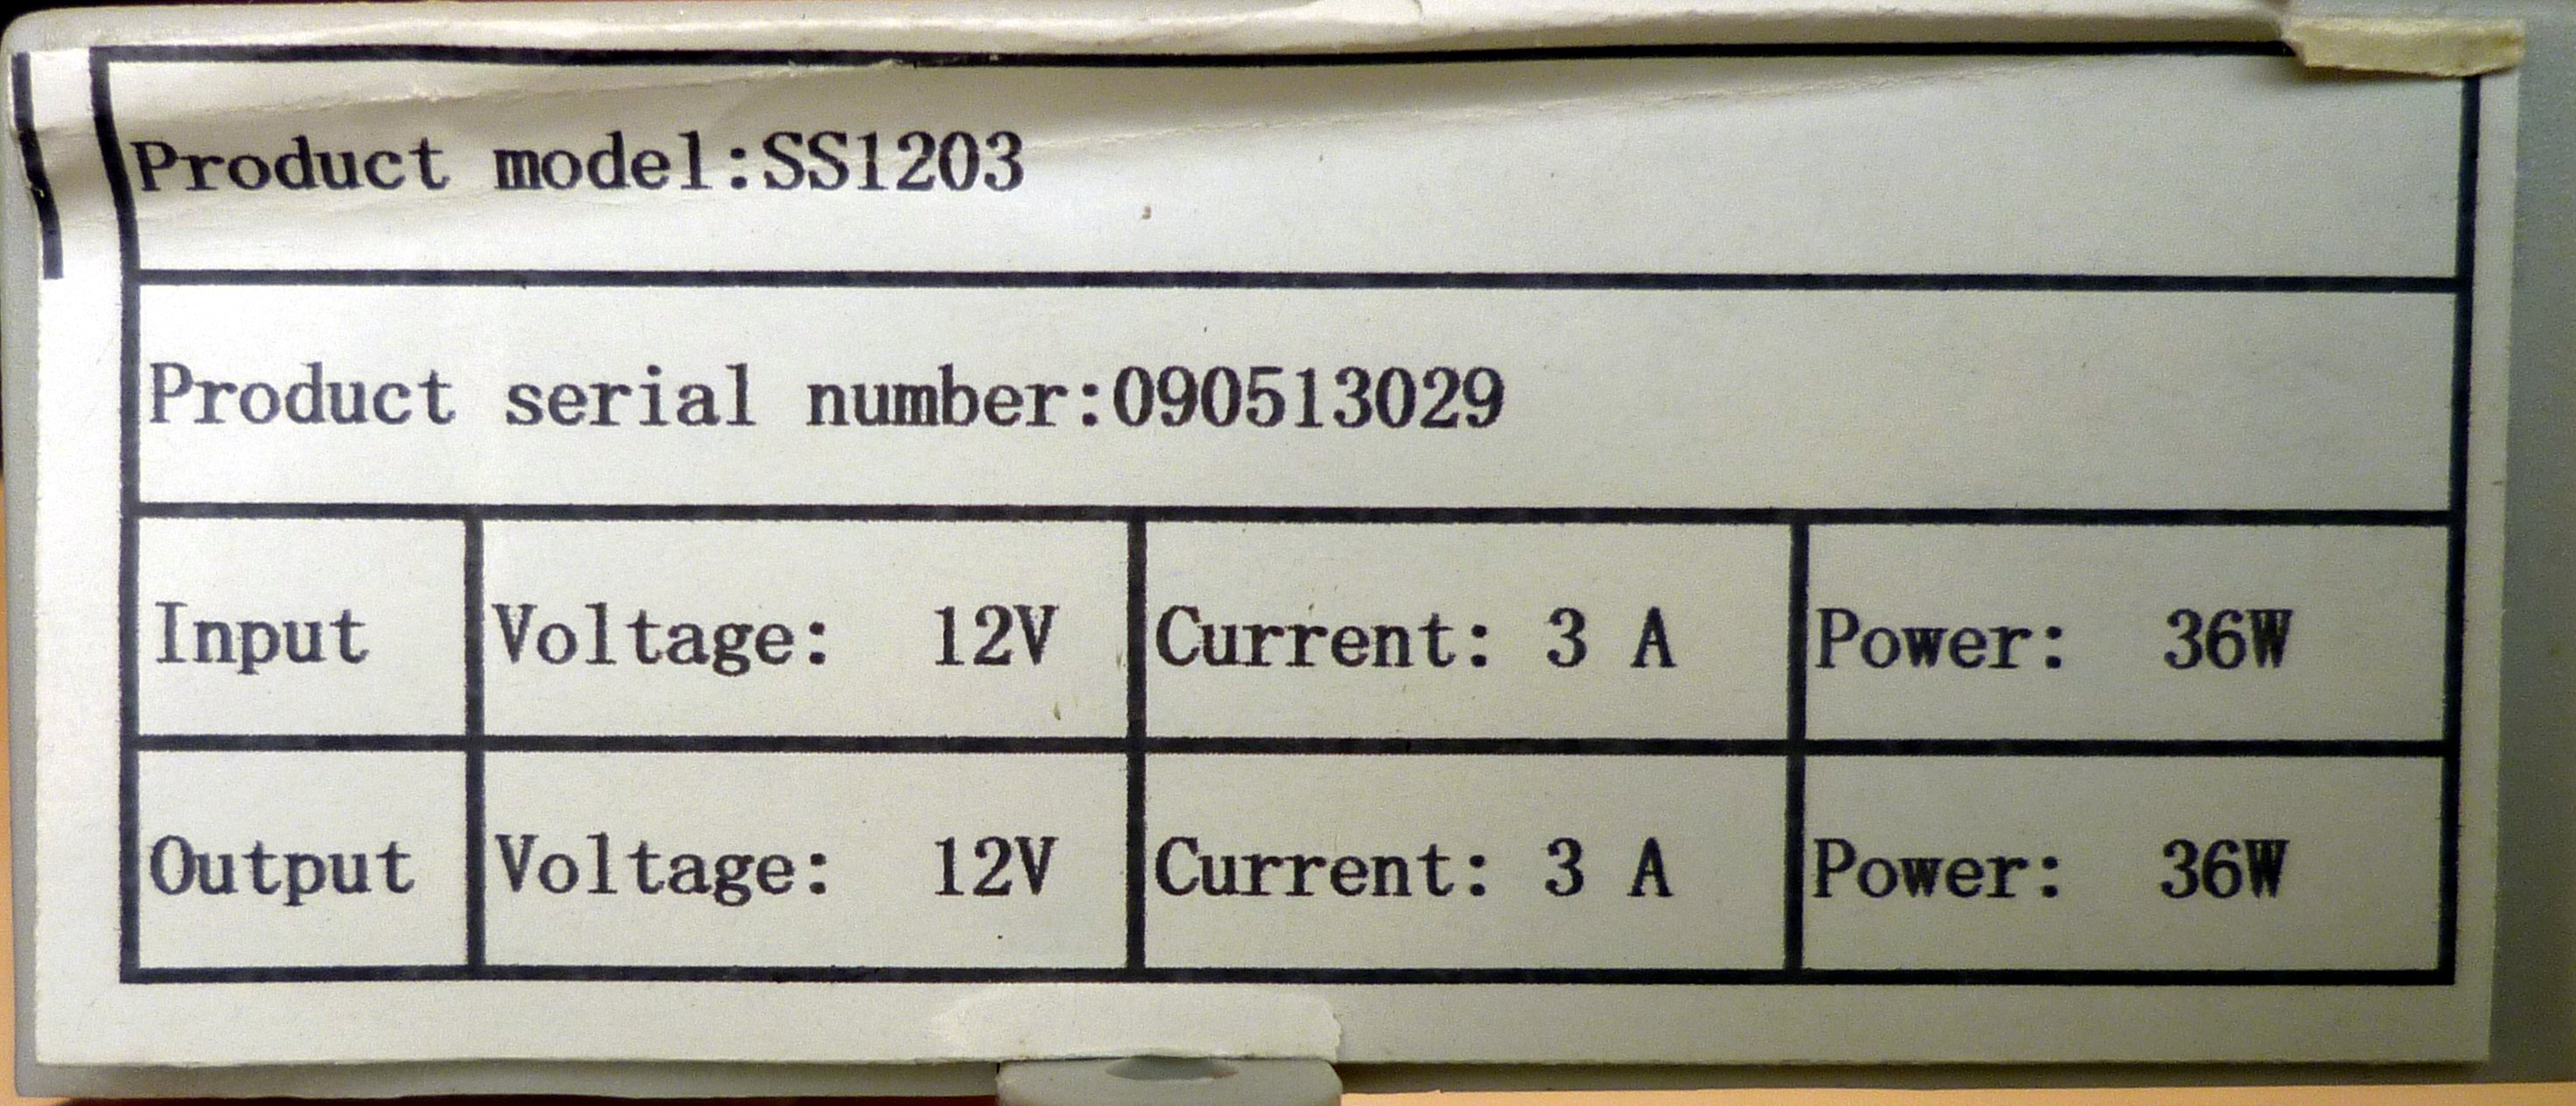 Product model:SS1203
Product serial number:090513029
Input Voltage: 12V Current: 3 A Power: 36W
Output Voltage: 12V Current: 3 A Power: 36W